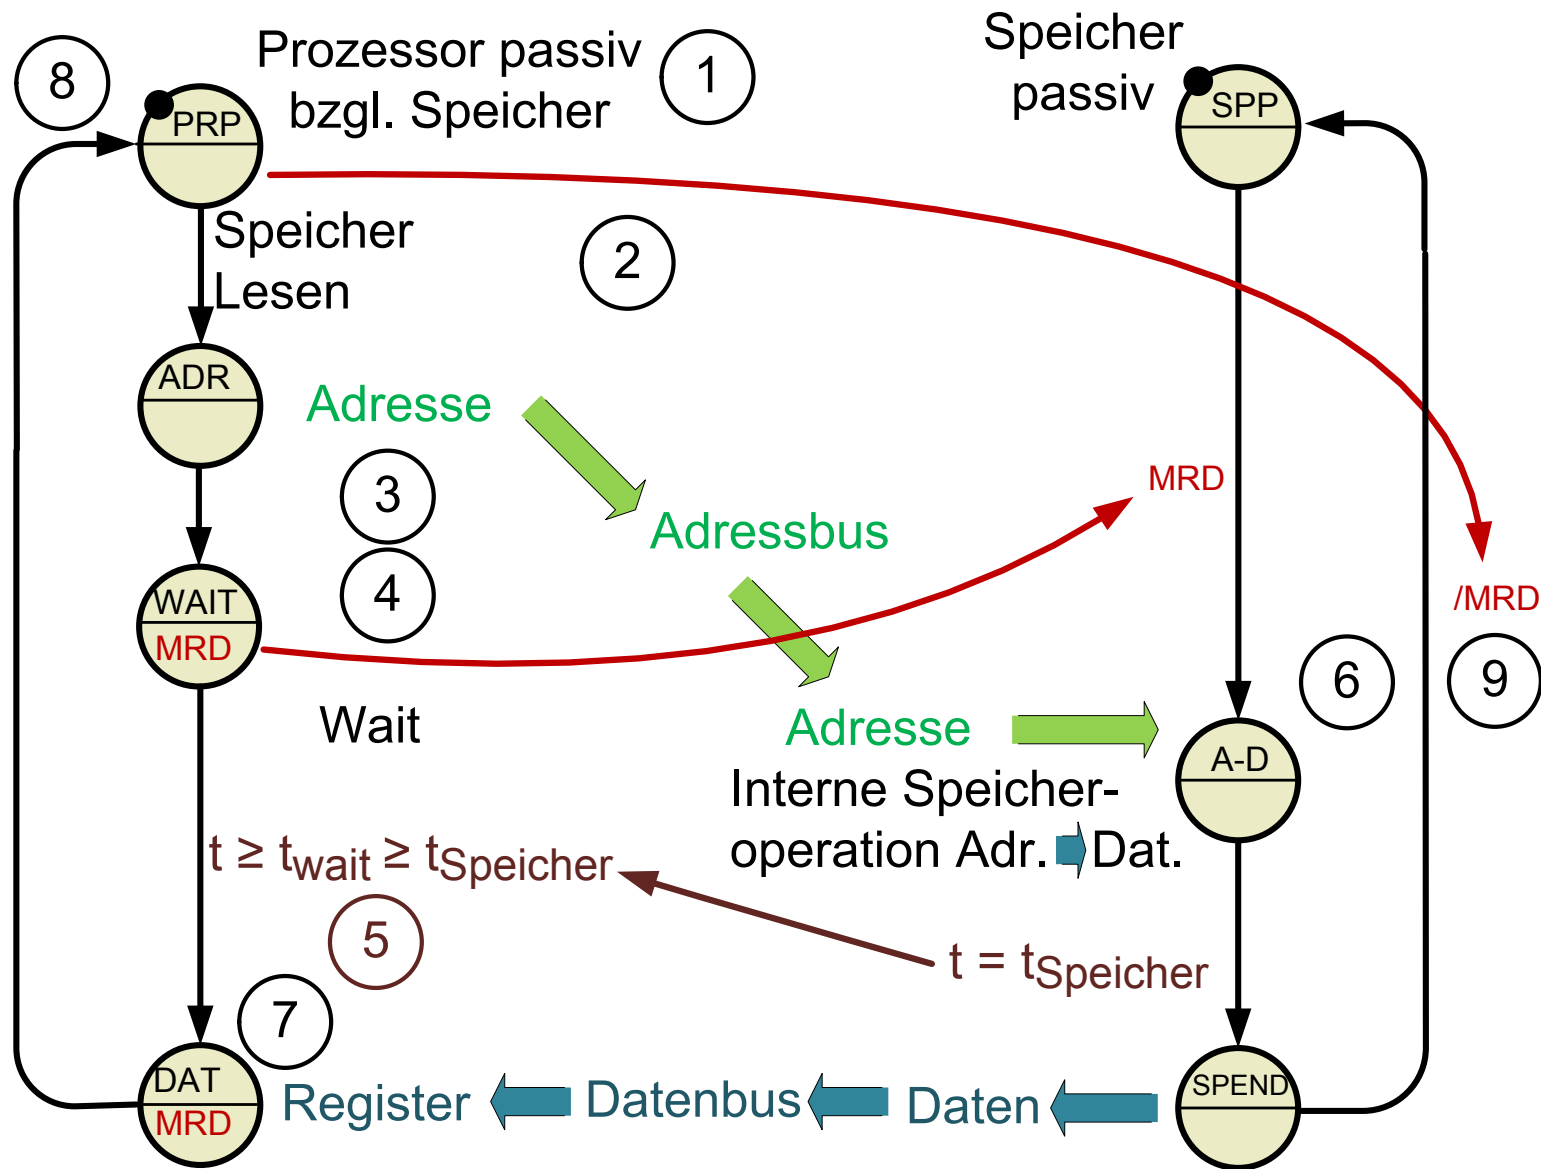 8
Prozessor passiv
bzgl. Speicher
1
Speicher
passiv
PRP
SPP
Speicher
Lesen
2
ADR
Adresse
3
MRD
Adressbus
4
WAIT
MRD
/MRD
6
9
Wait
Adresse
A-D
Interne Speicher-
operation Adr. Dat.
t ≥ twait ≥ tSpeicher
5
t = tSpeicher
7
DAT
MRD
Register
Datenbus
Daten
SPEND